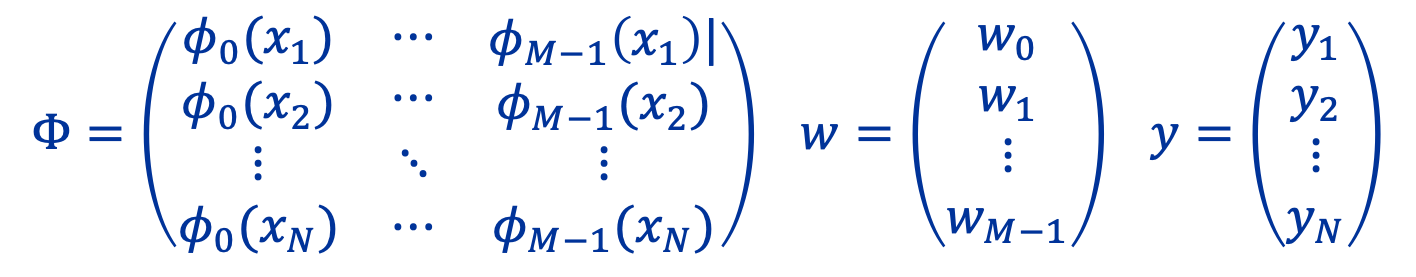 ϕ₀(x₁) ⋯ ϕ_{M−1}(x₁)| w₀ y₁
ϕ₀(x₂) ⋯ ϕ_{M−1}(x₂) w₁ y₂
Φ = ⋮ ⋱ ⋮ w = ⋮ y = ⋮
ϕ₀(x_N) ⋯ ϕ_{M−1}(x_N) w_{M−1} y_N